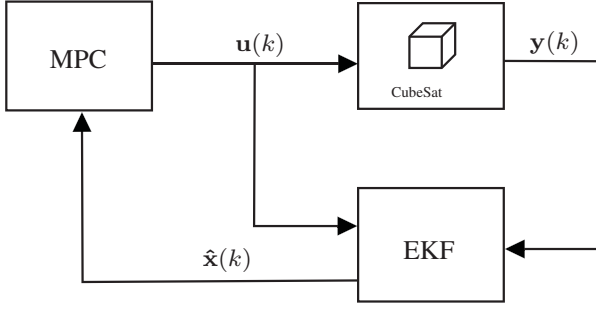 MPC
u(k)
CubeSat
y(k)
EKF
x̂(k)